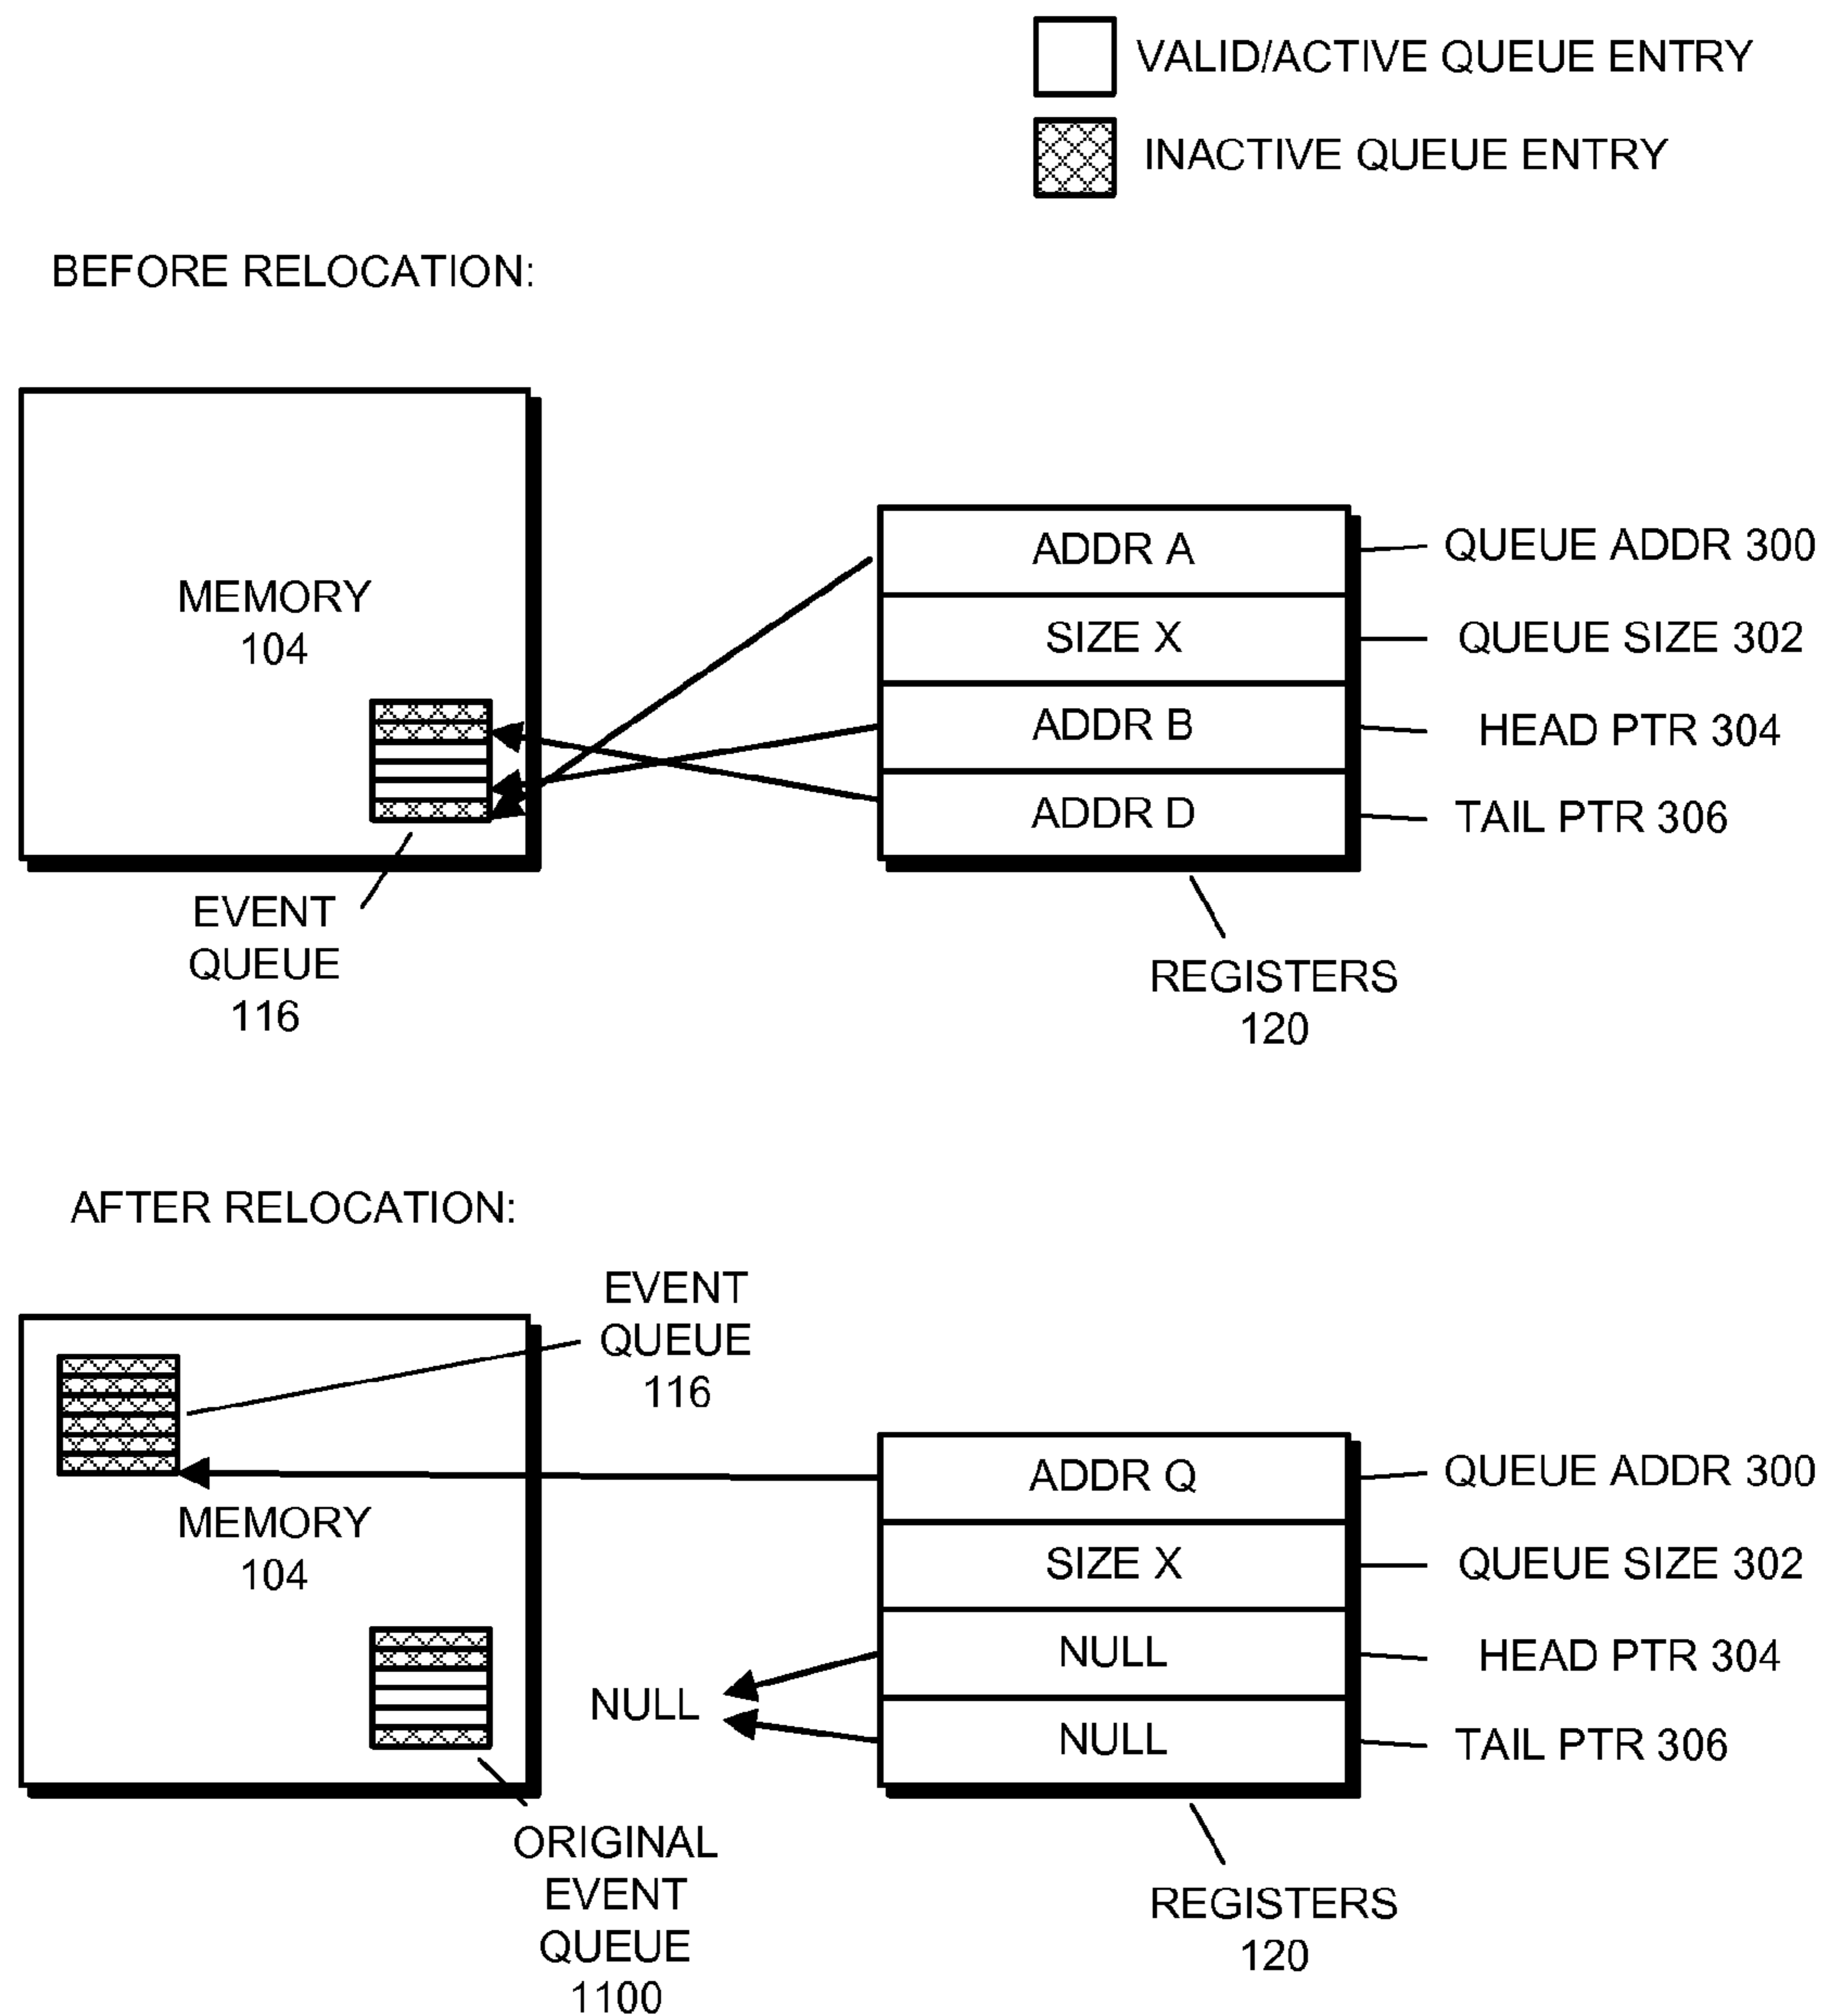 VALID/ACTIVE QUEUE ENTRY
INACTIVE QUEUE ENTRY
BEFORE RELOCATION:
MEMORY
104
EVENT
QUEUE
116
ADDR A
SIZE X
ADDR B
ADDR D
QUEUE ADDR 300
QUEUE SIZE 302
HEAD PTR 304
TAIL PTR 306
REGISTERS
120
AFTER RELOCATION:
EVENT
QUEUE
116
MEMORY
104
ORIGINAL
EVENT
QUEUE
1100
NULL
ADDR Q
SIZE X
NULL
NULL
QUEUE ADDR 300
QUEUE SIZE 302
HEAD PTR 304
TAIL PTR 306
REGISTERS
120